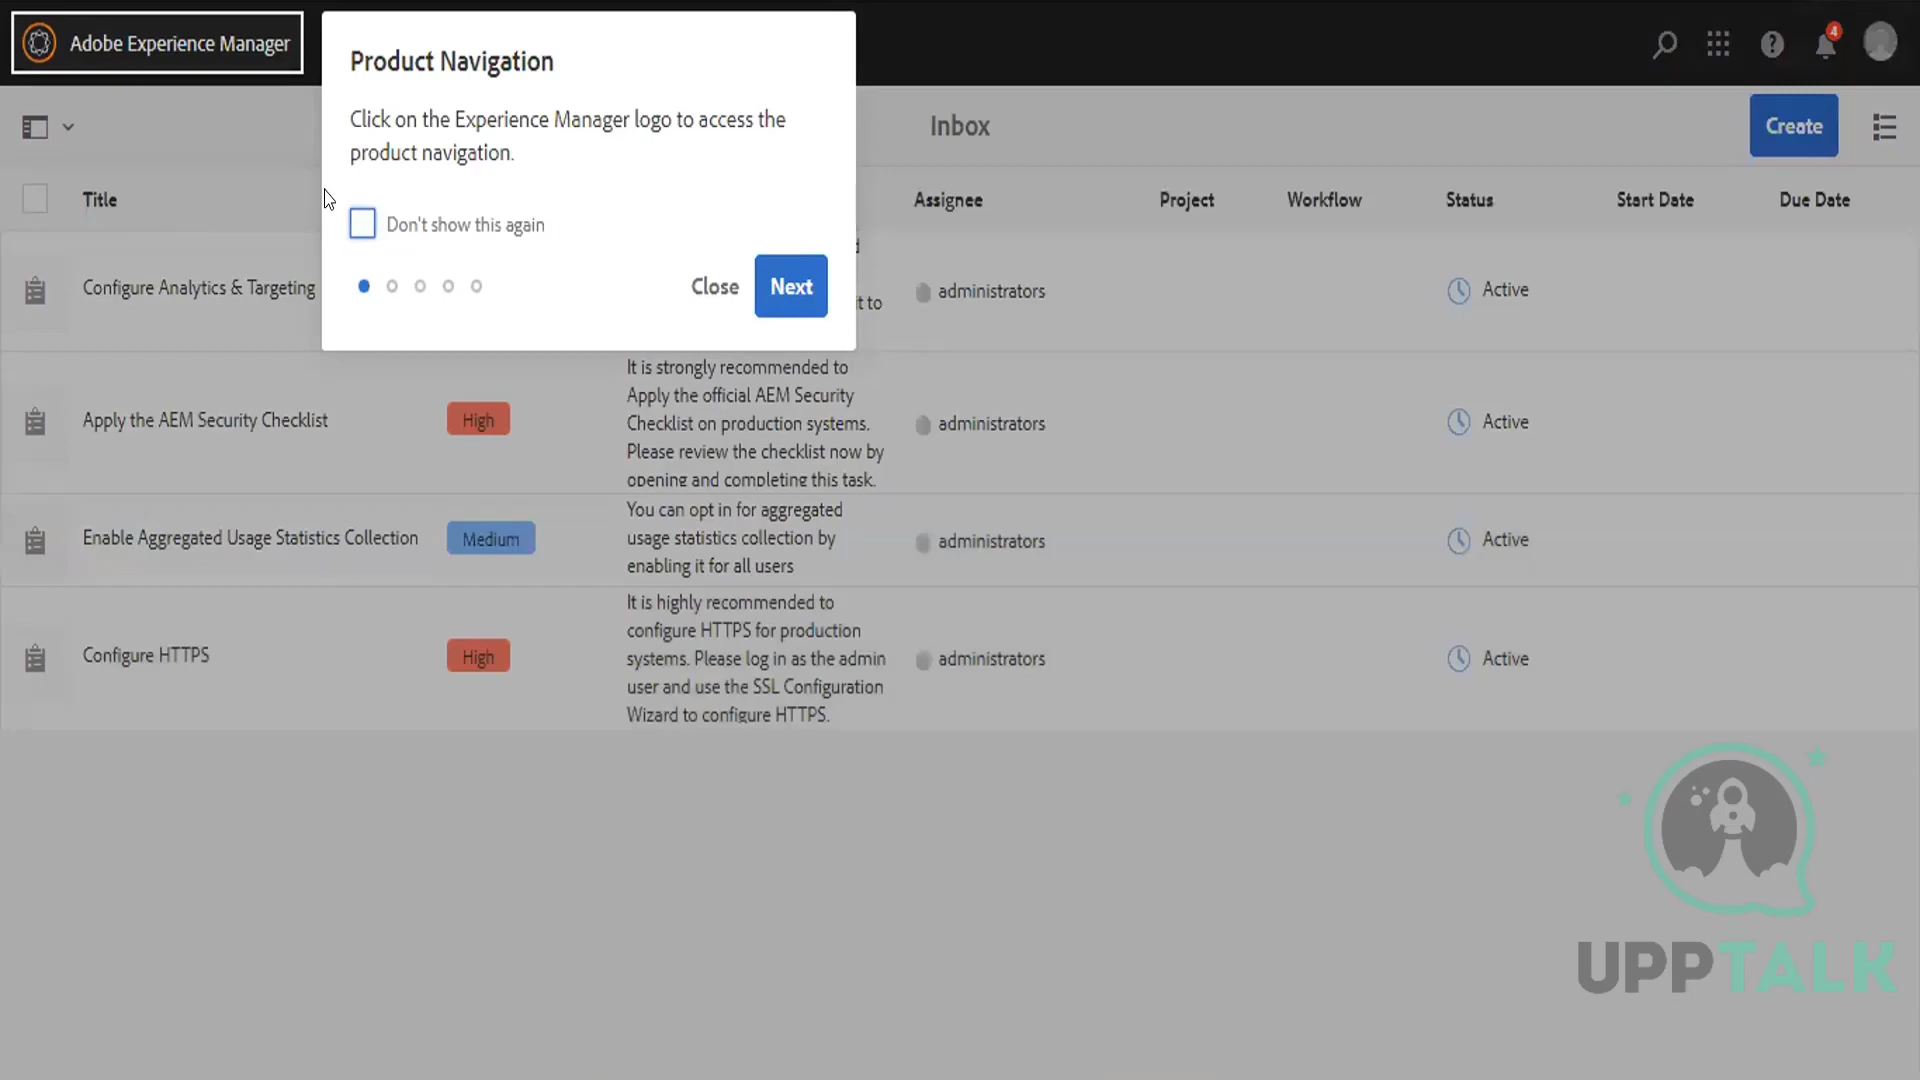 Adobe Experience Manager
4
Product Navigation
Click on the Experience Manager logo to access the
product navigation.
Don't show this again
Close
Next
Inbox
Create
Title
Assignee
Project
Workflow
Status
Start Date
Due Date
Configure Analytics & Targeting
it to
administrators
Active
Apply the AEM Security Checklist
High
It is strongly recommended to
Apply the official AEM Security
Checklist on production systems.
Please review the checklist now by
opening and completing this task.
administrators
Active
Enable Aggregated Usage Statistics Collection
Medium
You can opt in for aggregated
usage statistics collection by
enabling it for all users
administrators
Active
Configure HTTPS
High
It is highly recommended to
configure HTTPS for production
systems. Please log in as the admin
user and use the SSL Configuration
Wizard to configure HTTPS.
administrators
Active
UPPTALK